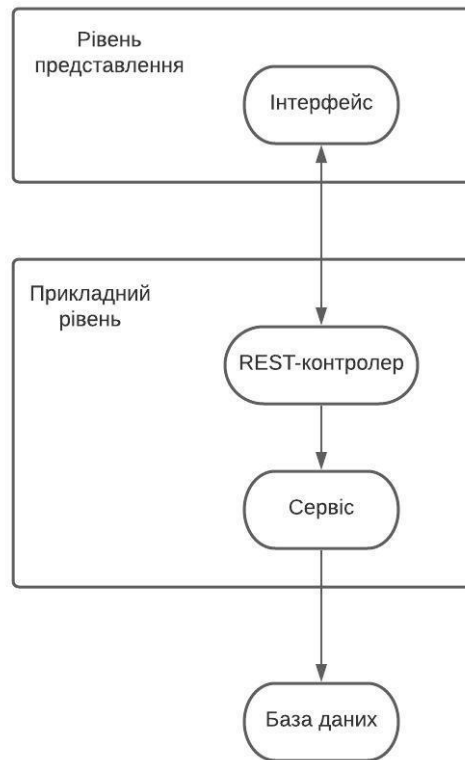 Рівень
представлення
Інтерфейс
Прикладний
рівень
REST-контролер
Сервіс
База даних